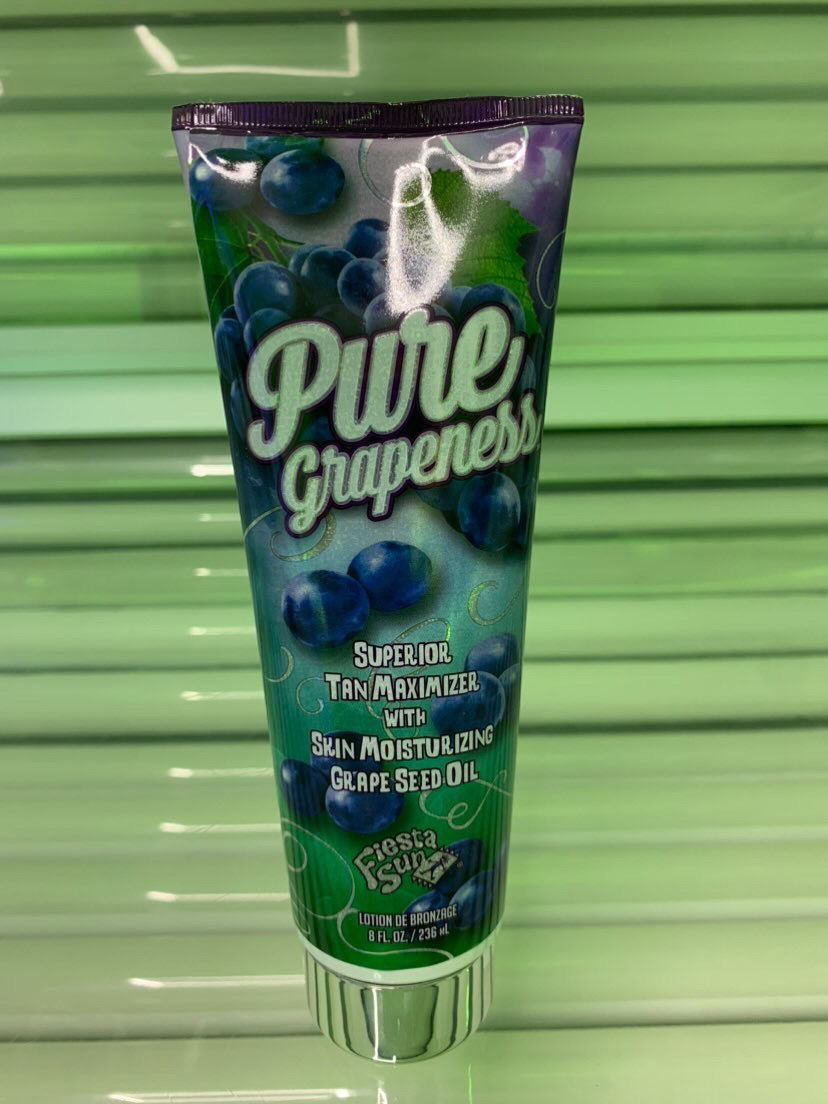 Pure
Grapeness
SUPERIOR
TAN MAXIMIZER
WITH
SKIN MOISTURIZING
GRAPE SEED OIL
Fiesta
Sun
TM
LOTION DE BRONZAGE
8 FL. OZ. / 236 mL